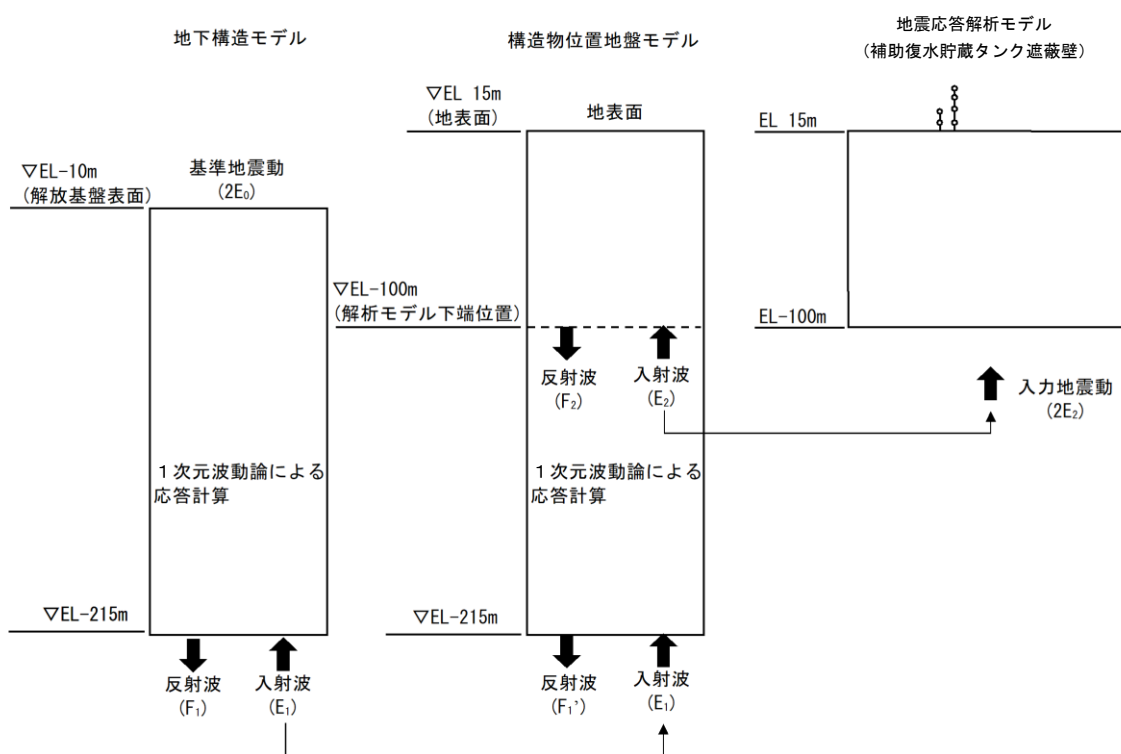 地下構造モデル
▽EL-10m
(解放基盤表面)
基準地震動
(2E₀)
1次元波動論による
応答計算
▽EL-215m
反射波
(F₁)
入射波
(E₁)
構造物位置地盤モデル
▽EL 15m
(地表面)
地表面
▽EL-100m
(解析モデル下端位置)
反射波
(F₂)
入射波
(E₂)
1次元波動論による
応答計算
▽EL-215m
反射波
(F₁')
入射波
(E₁)
地震応答解析モデル
(補助復水貯蔵タンク遮蔽壁)
EL 15m
EL-100m
入力地震動
(2E₂)